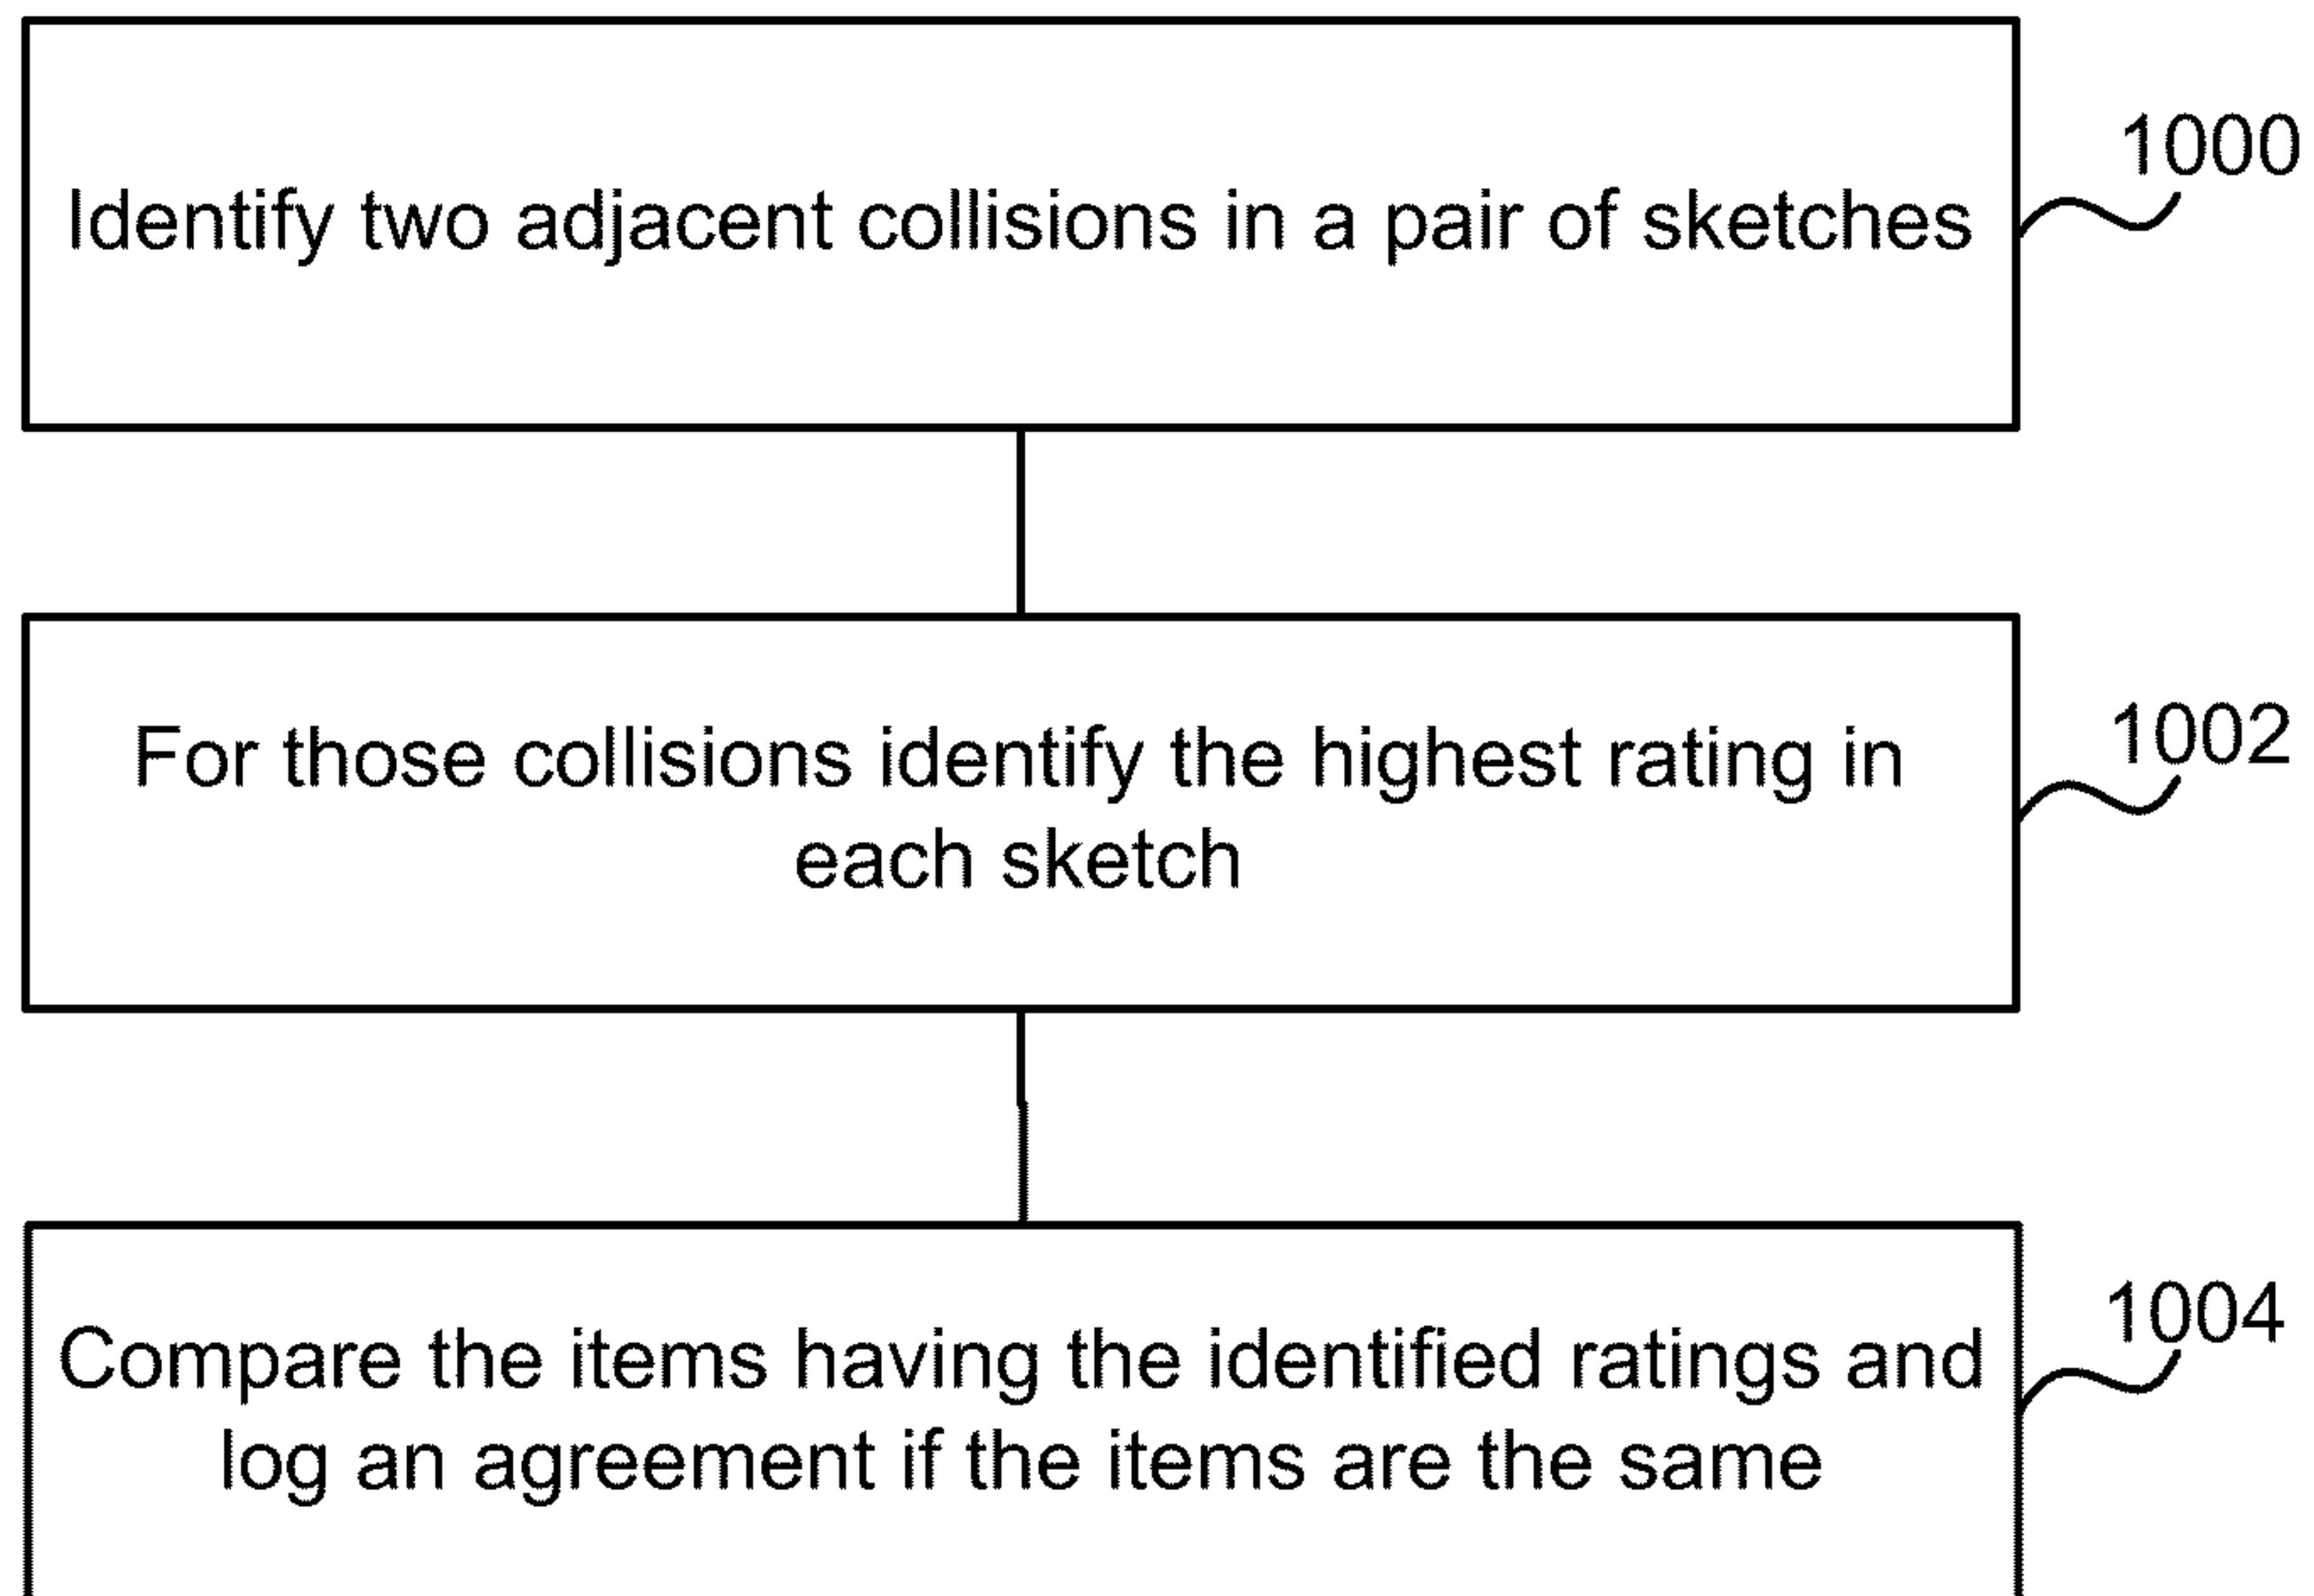 Identify two adjacent collisions in a pair of sketches
1000
For those collisions identify the highest rating in
each sketch
1002
Compare the items having the identified ratings and
log an agreement if the items are the same
1004